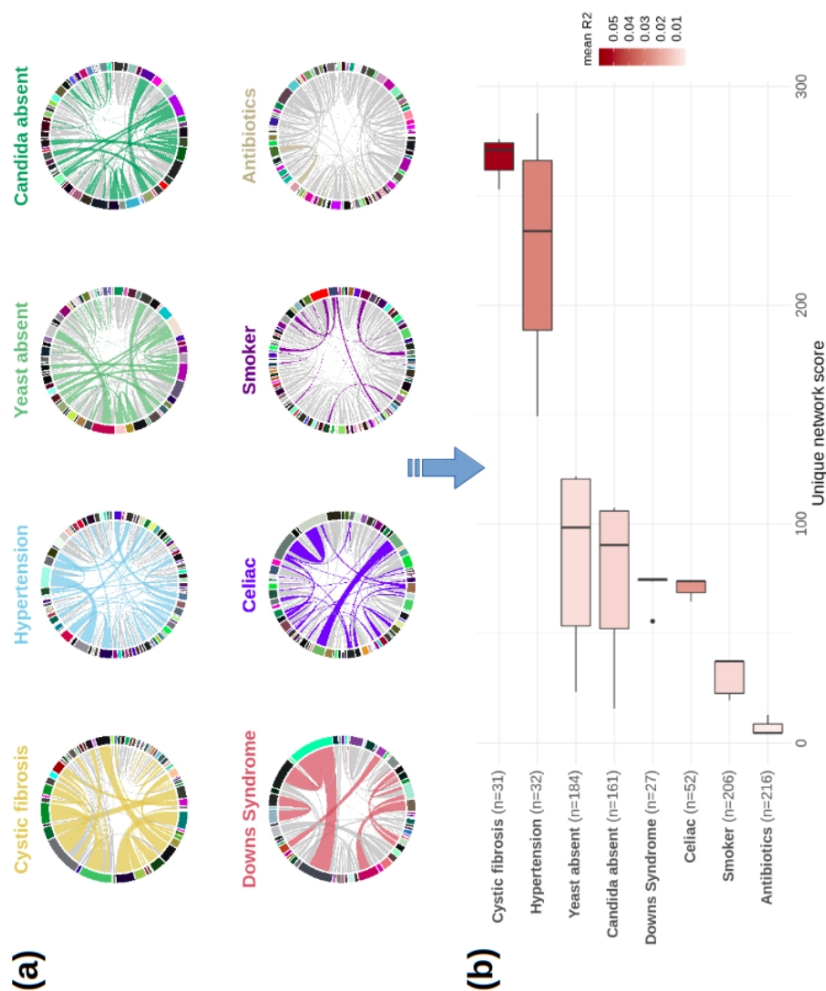 (a)
Cystic fibrosis
Hypertension
Yeast absent
Candida absent
Downs Syndrome
Celiac
Smoker
Antibiotics
(b)
Cystic fibrosis (n=31)
Hypertension (n=32)
Yeast absent (n=184)
Candida absent (n=161)
Downs Syndrome (n=27)
Celiac (n=52)
Smoker (n=206)
Antibiotics (n=216)
0
100
200
300
Unique network score
mean R2
0.05
0.04
0.03
0.02
0.01